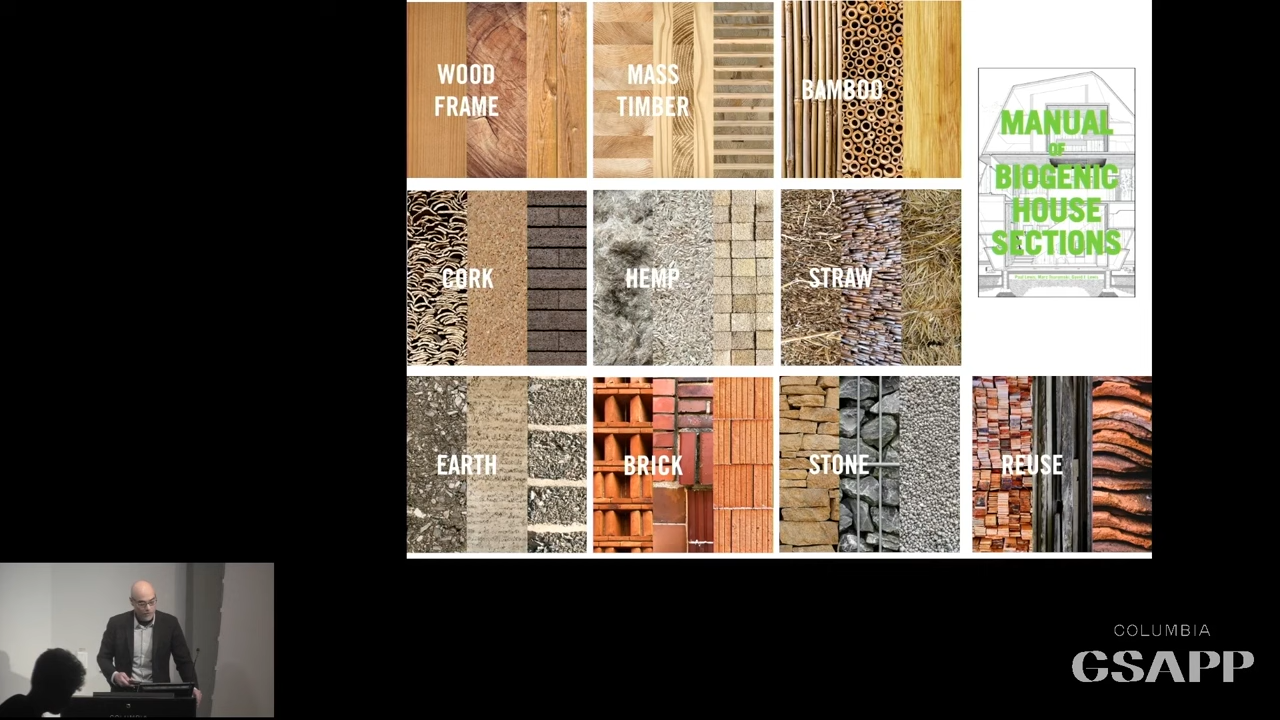 WOOD
FRAME
MASS
TIMBER
BAMBOO
MANUAL
OF
BIOGENIC
HOUSE
SECTIONS
CORK
HEMP
STRAW
EARTH
BRICK
STONE
REUSE
COLUMBIA
GSAPP